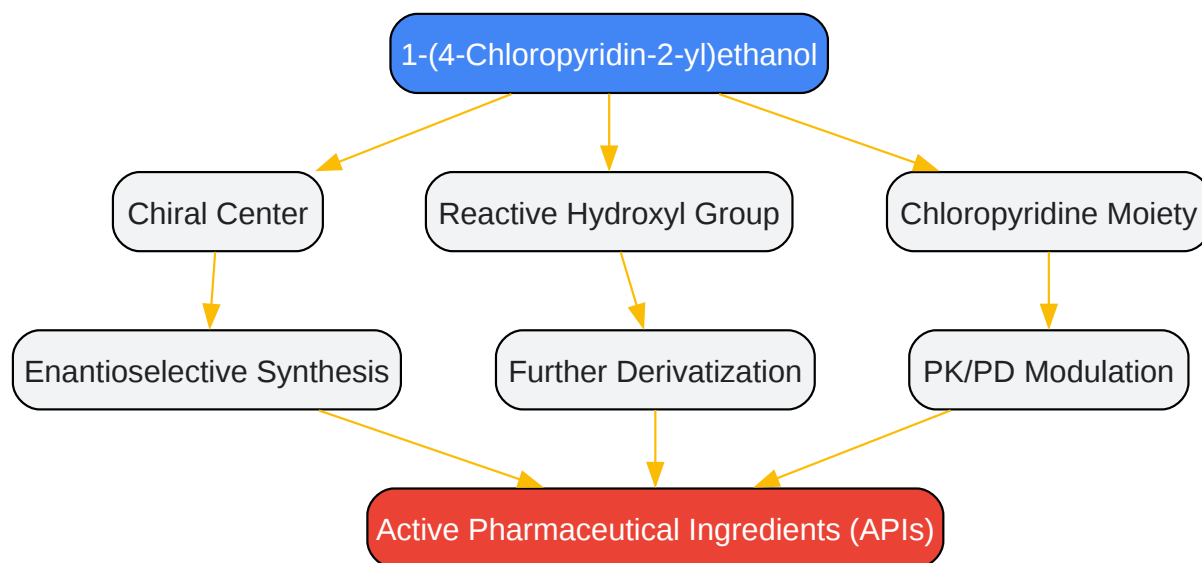 1-(4-Chloropyridin-2-yl)ethanol
Chiral Center
Reactive Hydroxyl Group
Chloropyridine Moiety
Enantioselective Synthesis
Further Derivatization
PK/PD Modulation
Active Pharmaceutical Ingredients (APIs)